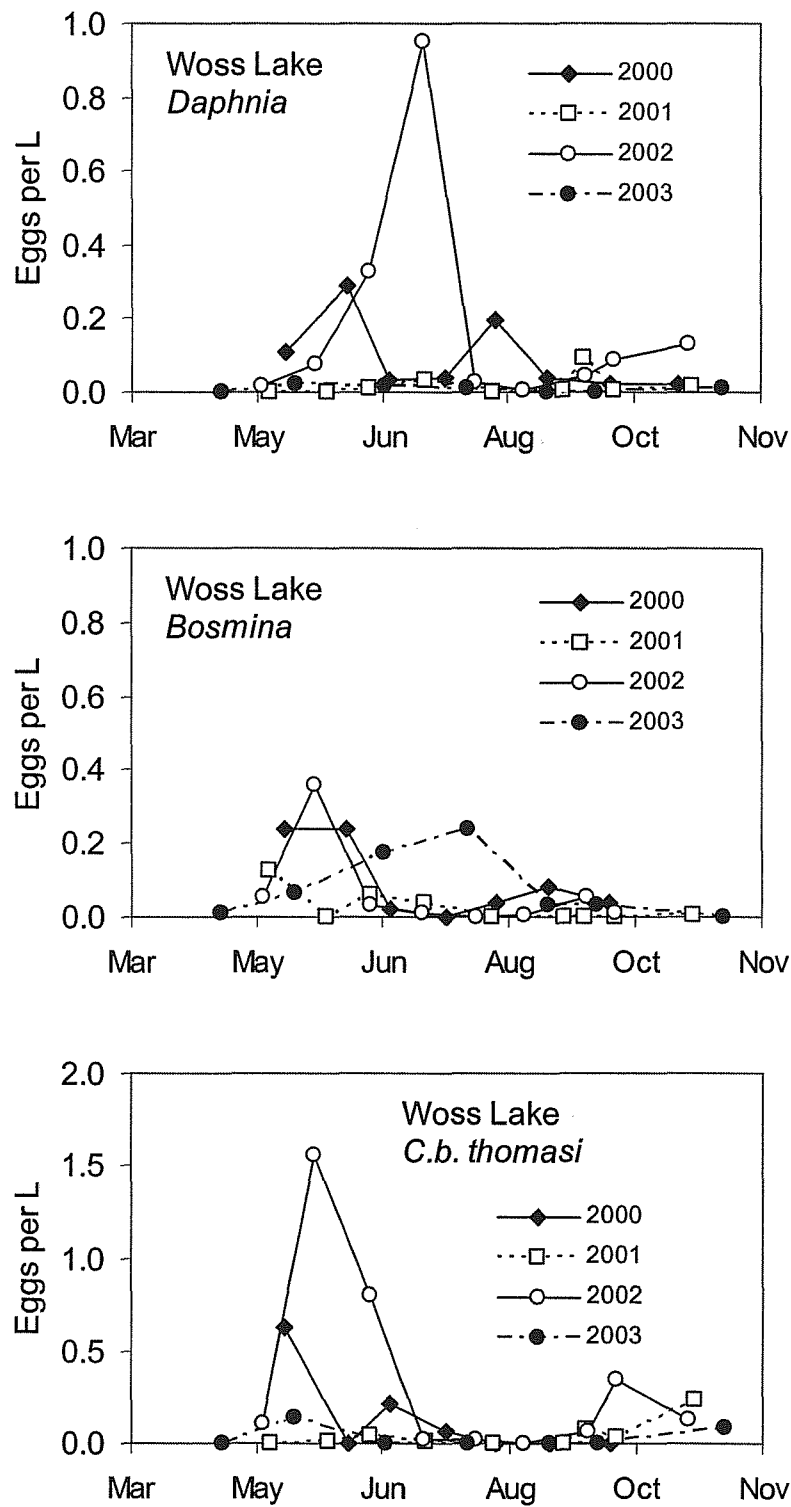 1.0
0.8
0.6
0.4
0.2
0.0
Eggs per L
Woss Lake
Daphnia
2000
2001
2002
2003
Mar May Jun Aug Oct Nov
1.0
0.8
0.6
0.4
0.2
0.0
Eggs per L
Woss Lake
Bosmina
2000
2001
2002
2003
Mar May Jun Aug Oct Nov
2.0
1.5
1.0
0.5
0.0
Eggs per L
Woss Lake
C.b. thomasi
2000
2001
2002
2003
Mar May Jun Aug Oct Nov